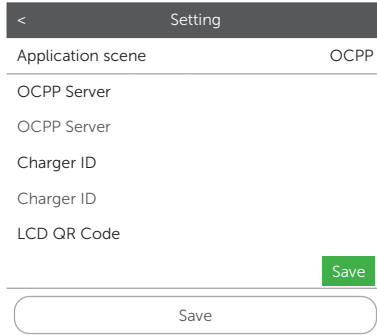 < Setting
Application scene OCPP
OCPP Server
OCPP Server
Charger ID
Charger ID
LCD QR Code
Save
Save